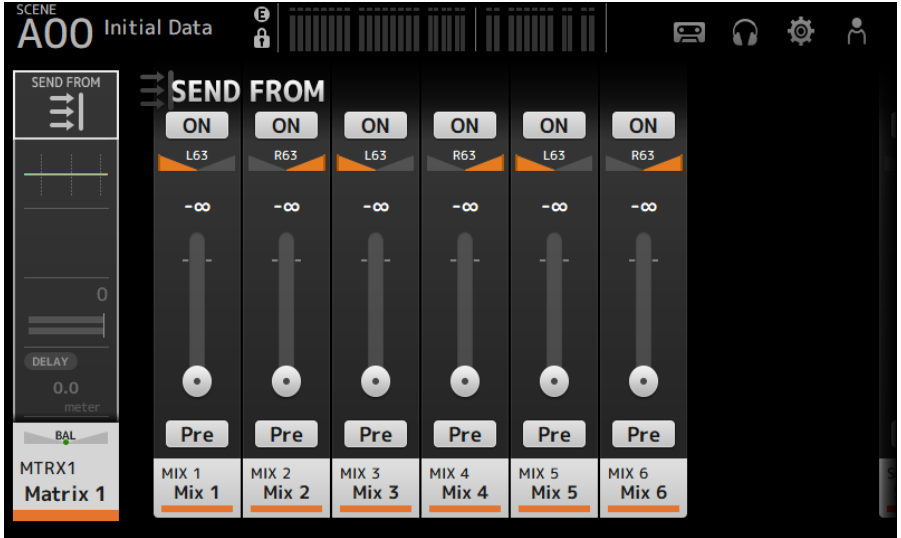 SCENE
A00 Initial Data
E
SEND FROM
SEND FROM
ON ON ON ON ON ON
L63 R63 L63 R63 L63 R63
-∞ -∞ -∞ -∞ -∞ -∞
0
DELAY
0.0
meter
Pre Pre Pre Pre Pre Pre
BAL
MTRX1
Matrix 1
MIX 1 MIX 2 MIX 3 MIX 4 MIX 5 MIX 6
Mix 1 Mix 2 Mix 3 Mix 4 Mix 5 Mix 6